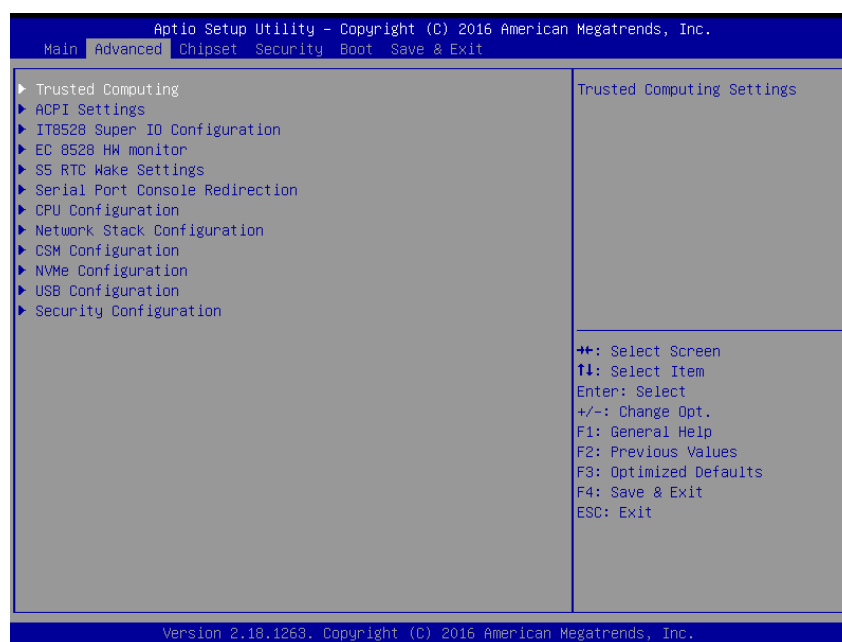 Aptio Setup Utility – Copyright (C) 2016 American Megatrends, Inc.
Main Advanced Chipset Security Boot Save & Exit
Trusted Computing
ACPI Settings
IT8528 Super IO Configuration
EC 8528 HW monitor
S5 RTC Wake Settings
Serial Port Console Redirection
CPU Configuration
Network Stack Configuration
CSM Configuration
NVMe Configuration
USB Configuration
Security Configuration
Trusted Computing Settings
→←: Select Screen
↑↓: Select Item
Enter: Select
+/-: Change Opt.
F1: General Help
F2: Previous Values
F3: Optimized Defaults
F4: Save & Exit
ESC: Exit
Version 2.18.1263. Copyright (C) 2016 American Megatrends, Inc.